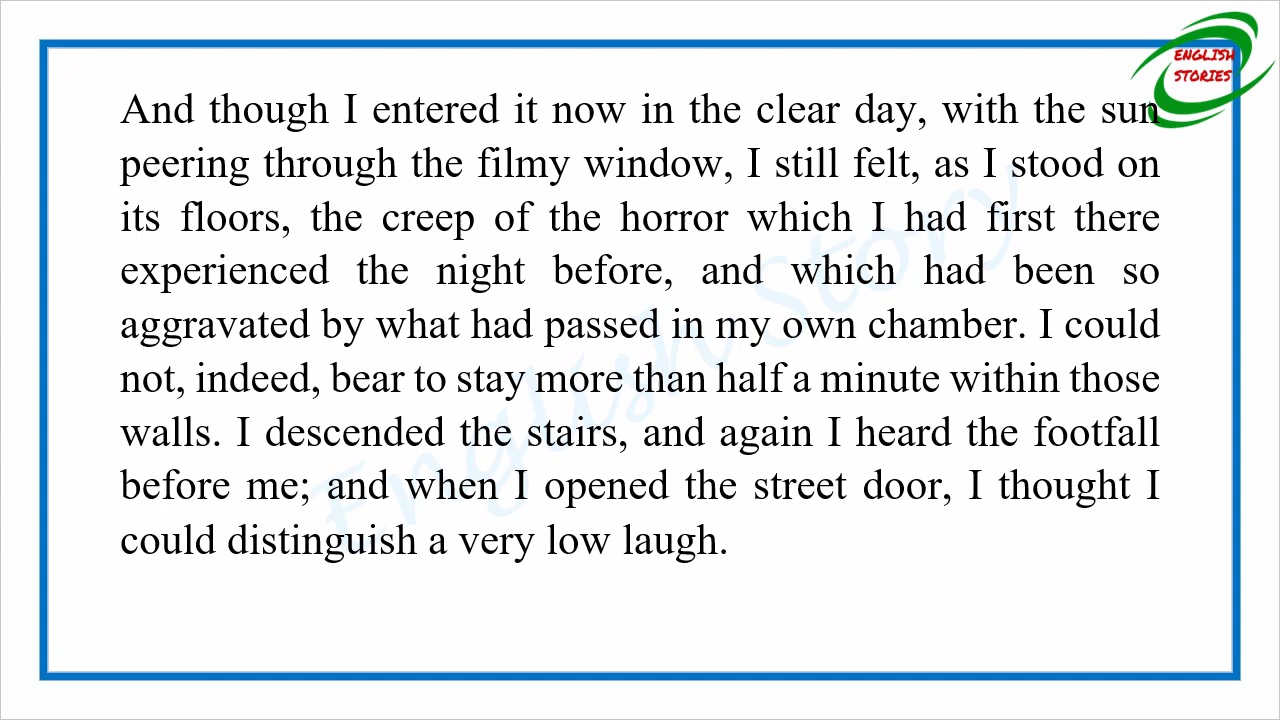 ENGLISH
STORIES
And though I entered it now in the clear day, with the sun
peering through the filmy window, I still felt, as I stood on
its floors, the creep of the horror which I had first there
experienced the night before, and which had been so
aggravated by what had passed in my own chamber. I could
not, indeed, bear to stay more than half a minute within those
walls. I descended the stairs, and again I heard the footfall
before me; and when I opened the street door, I thought I
could distinguish a very low laugh.
English Story